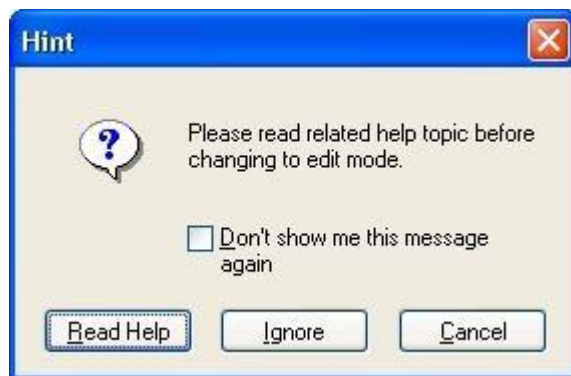 Hint
Please read related help topic before
changing to edit mode.
Don't show me this message
again
Read Help
Ignore
Cancel